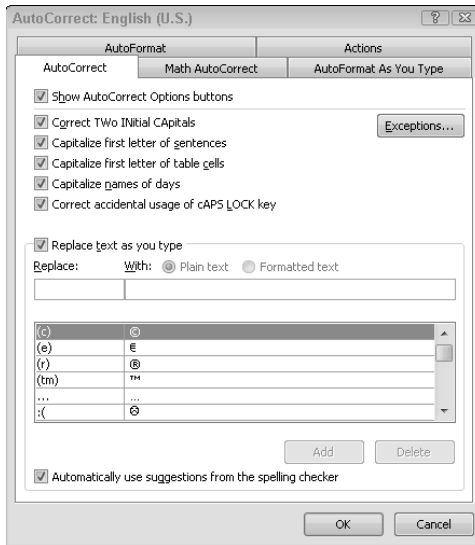 AutoCorrect: English (U.S.)
AutoFormat Actions
AutoCorrect Math AutoCorrect AutoFormat As You Type
Show AutoCorrect Options buttons
Correct TWo INitial CApitals
Exceptions...
Capitalize first letter of sentences
Capitalize first letter of table cells
Capitalize names of days
Correct accidental usage of cAPS LOCK key
Replace text as you type
Replace: With: Plain text Formatted text
(c) ©
(e) €
(r) ®
(tm) ™
... …
:( ☹
Add Delete
Automatically use suggestions from the spelling checker
OK Cancel